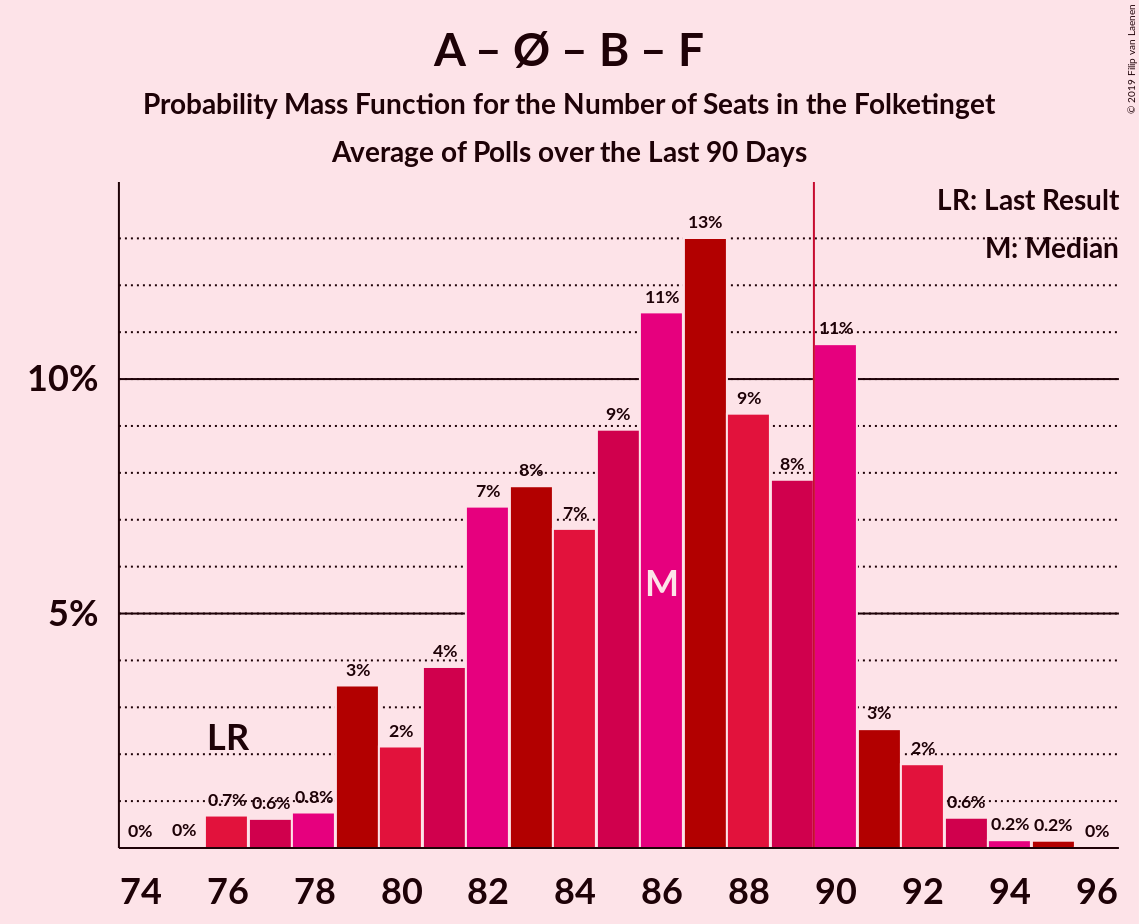 A – Ø – B – F
Probability Mass Function for the Number of Seats in the Folketinget
Average of Polls over the Last 90 Days
© 2019 Filip van Laenen
LR: Last Result
M: Median
10%
5%
0%
0%
0.7%
0.6%
0.8%
3%
2%
4%
7%
8%
7%
9%
11%
13%
9%
8%
11%
3%
2%
0.6%
0.2%
0.2%
0%
LR
M
74 76 78 80 82 84 86 88 90 92 94 96